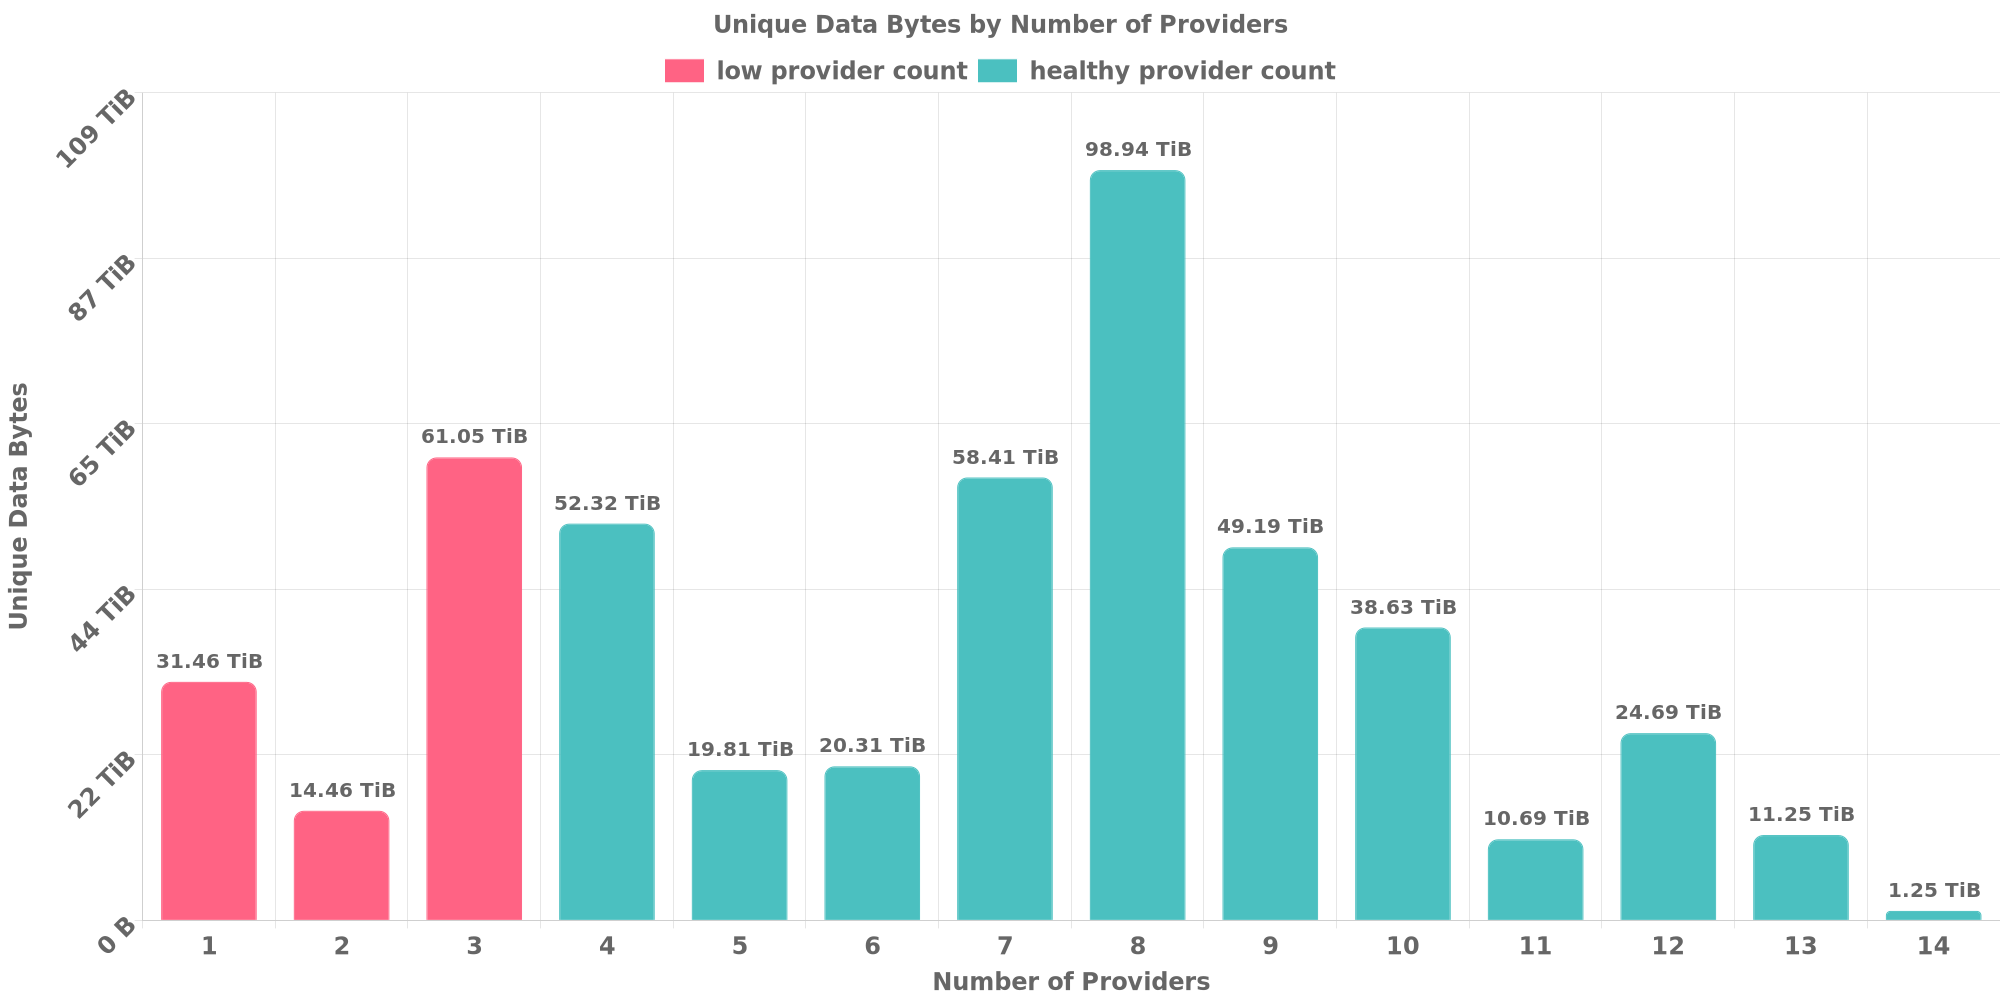 Unique Data Bytes by Number of Providers
low provider count healthy provider count
109 TiB
87 TiB
65 TiB
44 TiB
22 TiB
0 B
Unique Data Bytes
31.46 TiB
14.46 TiB
61.05 TiB
52.32 TiB
19.81 TiB
20.31 TiB
58.41 TiB
98.94 TiB
49.19 TiB
38.63 TiB
10.69 TiB
24.69 TiB
11.25 TiB
1.25 TiB
1 2 3 4 5 6 7 8 9 10 11 12 13 14
Number of Providers